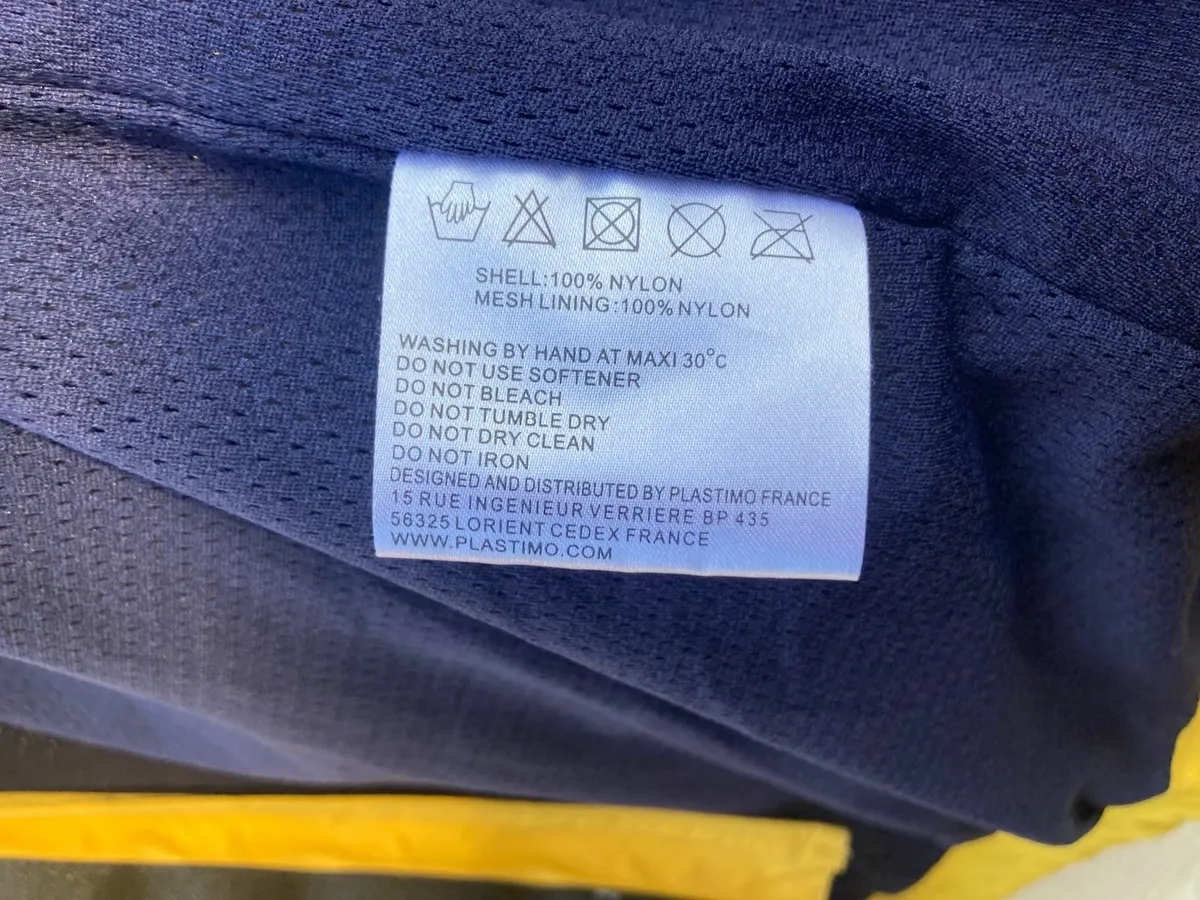 SHELL:100% NYLON
MESH LINING:100% NYLON
WASHING BY HAND AT MAXI 30°C
DO NOT USE SOFTENER
DO NOT BLEACH
DO NOT TUMBLE DRY
DO NOT DRY CLEAN
DO NOT IRON
DESIGNED AND DISTRIBUTED BY PLASTIMO FRANCE
15 RUE INGENIEUR VERRIERE BP 435
56325 LORIENT CEDEX FRANCE
WWW.PLASTIMO.COM